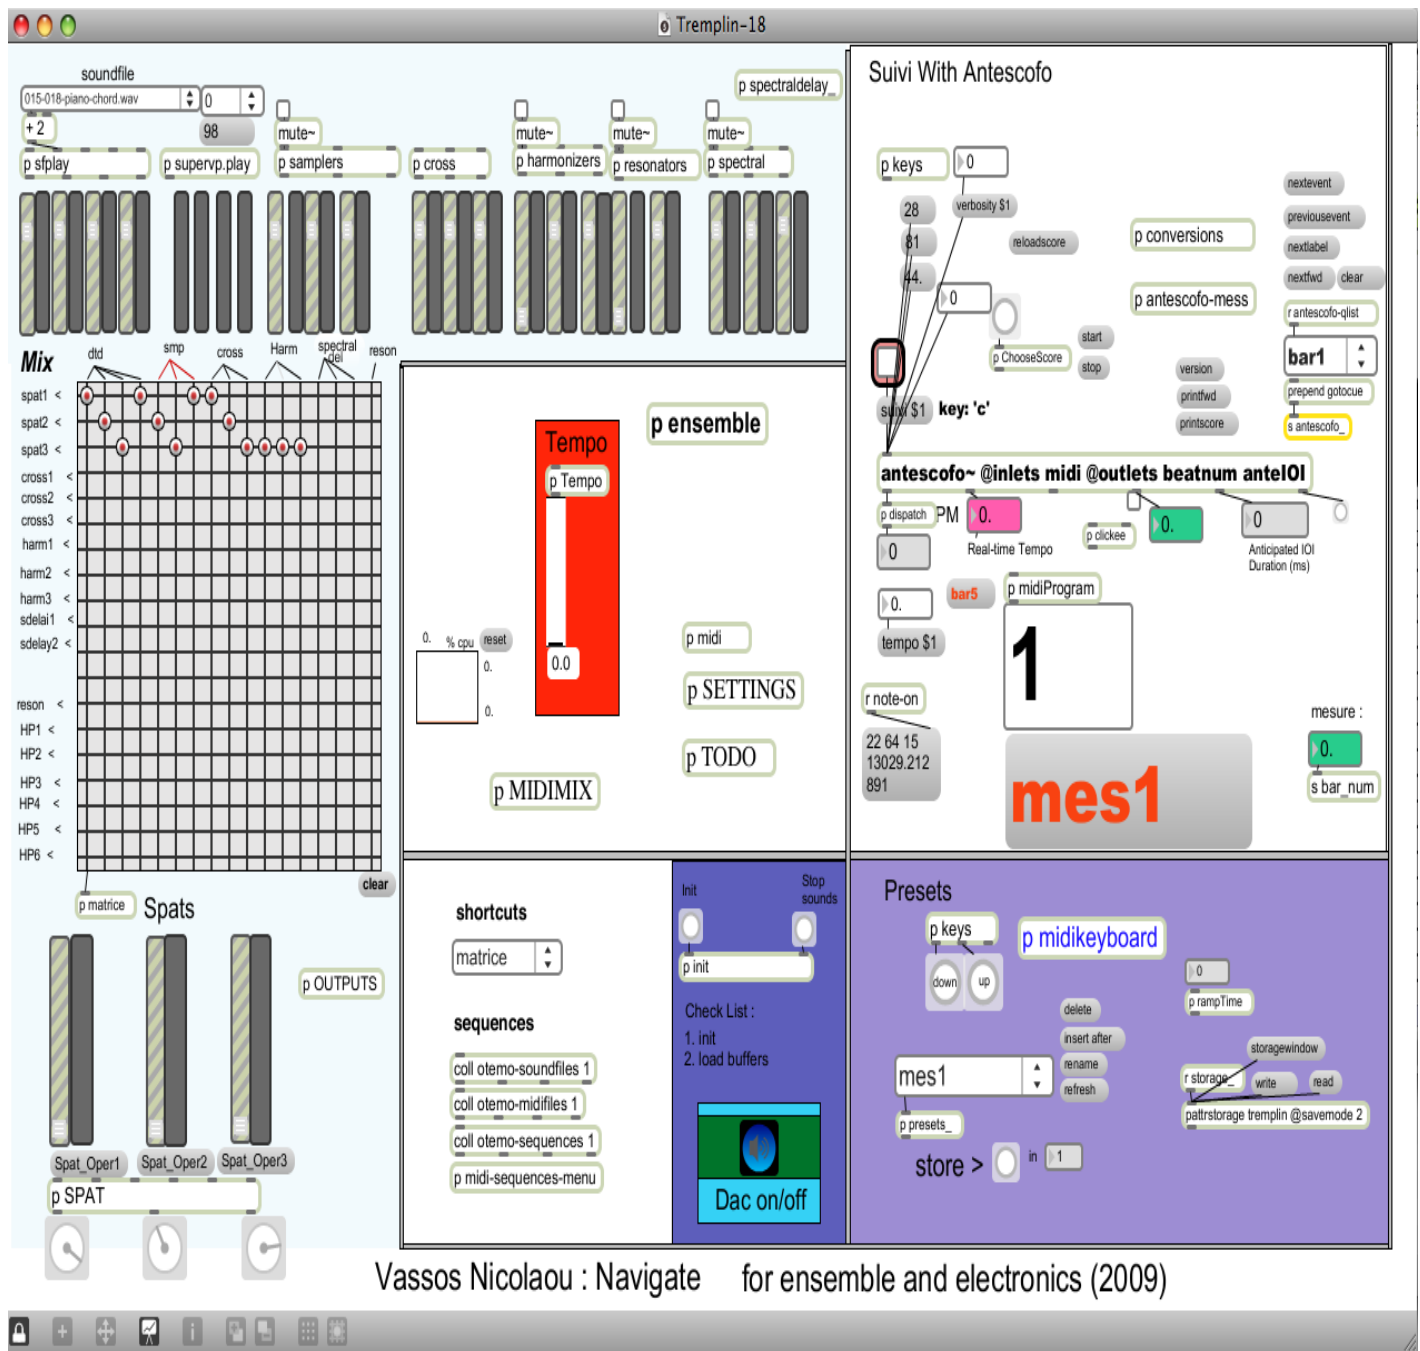 Tremplin-18
soundfile
015-018-piano-chord.wav
0
+ 2
98
p sfplay
p supervp.play
mute~
p samplers
p cross
mute~
p harmonizers
mute~
p resonators
mute~
p spectral
p spectraldelay_
Mix
dtd
smp
cross
Harm
spectral
del
reson
spat1 <
spat2 <
spat3 <
cross1 <
cross2 <
cross3 <
harm1 <
harm2 <
harm3 <
sdelai1 <
sdelay2 <
reson <
HP1 <
HP2 <
HP3 <
HP4 <
HP5 <
HP6 <
clear
p matrice
Spats
p OUTPUTS
Spat_Oper1
Spat_Oper2
Spat_Oper3
p SPAT
Tempo
p Tempo
0.0
p ensemble
0.
% cpu
reset
0.
0.
p midi
p SETTINGS
p TODO
p MIDIMIX
shortcuts
matrice
sequences
coll otemo-soundfiles 1
coll otemo-midifiles 1
coll otemo-sequences 1
p midi-sequences-menu
Init
Stop
sounds
p init
Check List :
1. init
2. load buffers
Dac on/off
Suivi With Antescofo
p keys
0
28
verbosity $1
81
reloadscore
44.
0
p ChooseScore
start
stop
suivi $1
key: 'c'
p conversions
p antescofo-mess
version
printfwd
printscore
nextevent
previousevent
nextlabel
nextfwd
clear
r antescofo-qlist
bar1
prepend gotocue
s antescofo_
antescofo~ @inlets midi @outlets beatnum anteIOI
p dispatch
PM
0.
Real-time Tempo
p clickee
0.
0
Anticipated IOI
Duration (ms)
0
0.
bar5
p midiProgram
tempo $1
1
r note-on
22 64 15
13029.212
891
mes1
mesure :
0.
s bar_num
Presets
p keys
p midikeyboard
down
up
0
p rampTime
delete
insert after
rename
refresh
mes1
p presets_
storagewindow
r storage_
write
read
pattrstorage tremplin @savemode 2
store >
in
1
Vassos Nicolaou : Navigate for ensemble and electronics (2009)